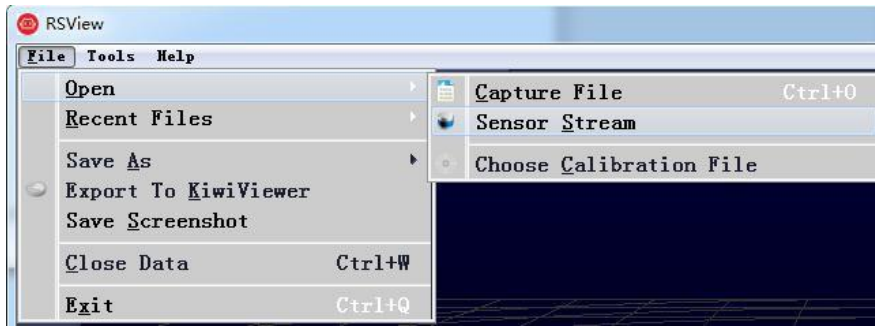 RSView
File Tools Help
Open
Recent Files
Save As
Export To KiwiViewer
Save Screenshot
Close Data Ctrl+W
Exit Ctrl+Q
Capture File Ctrl+O
Sensor Stream
Choose Calibration File